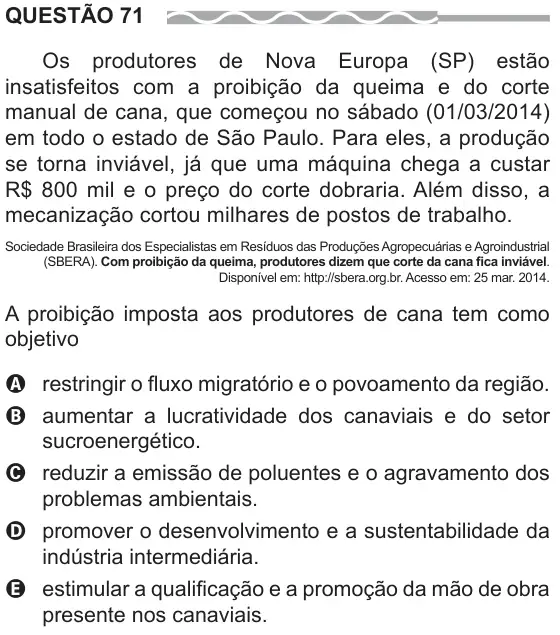 QUESTÃO 71
Os produtores de Nova Europa (SP) estão
insatisfeitos com a proibição da queima e do corte
manual de cana, que começou no sábado (01/03/2014)
em todo o estado de São Paulo. Para eles, a produção
se torna inviável, já que uma máquina chega a custar
R$ 800 mil e o preço do corte dobraria. Além disso, a
mecanização cortou milhares de postos de trabalho.
Sociedade Brasileira dos Especialistas em Resíduos das Produções Agropecuárias e Agroindustrial
(SBERA). Com proibição da queima, produtores dizem que corte da cana fica inviável.
Disponível em: http://sbera.org.br. Acesso em: 25 mar. 2014.
A proibição imposta aos produtores de cana tem como
objetivo
A restringir o fluxo migratório e o povoamento da região.
B aumentar a lucratividade dos canaviais e do setor
sucroenergético.
C reduzir a emissão de poluentes e o agravamento dos
problemas ambientais.
D promover o desenvolvimento e a sustentabilidade da
indústria intermediária.
E estimular a qualificação e a promoção da mão de obra
presente nos canaviais.